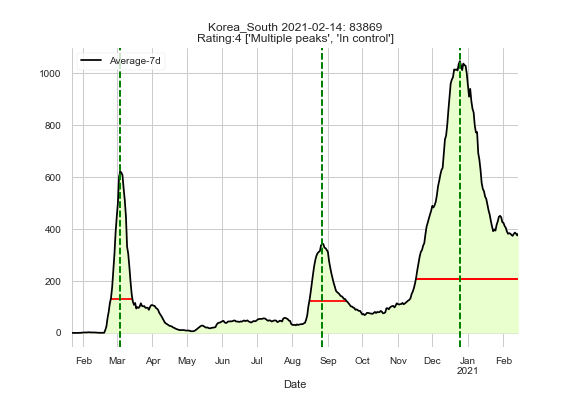 Korea_South 2021-02-14: 83869
Rating:4 ['Multiple peaks', 'In control']
Average-7d
1000
800
600
400
200
0
Feb Mar Apr May Jun Jul Aug Sep Oct Nov Dec Jan Feb
2021
Date